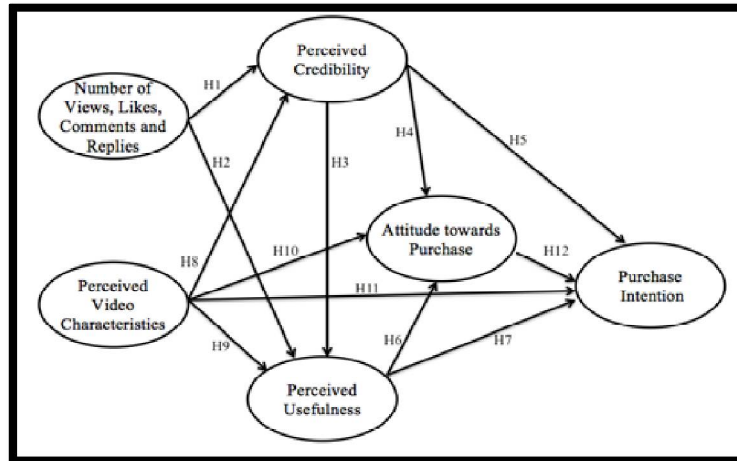 Perceived
Credibility
Number of
Views, Likes,
Comments and
Replies
H1
H2
H3
H4
H5
Attitude towards
Purchase
H8
H10
H12
Perceived
Video
Characteristics
H11
Purchase
Intention
H9
H6
H7
Perceived
Usefulness